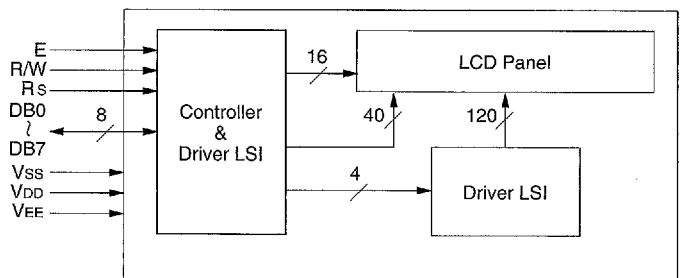 E
R/W
Rs
DB0
~
DB7
8
VSS
VDD
VEE
Controller
&
Driver LSI
16
40
120
4
LCD Panel
Driver LSI